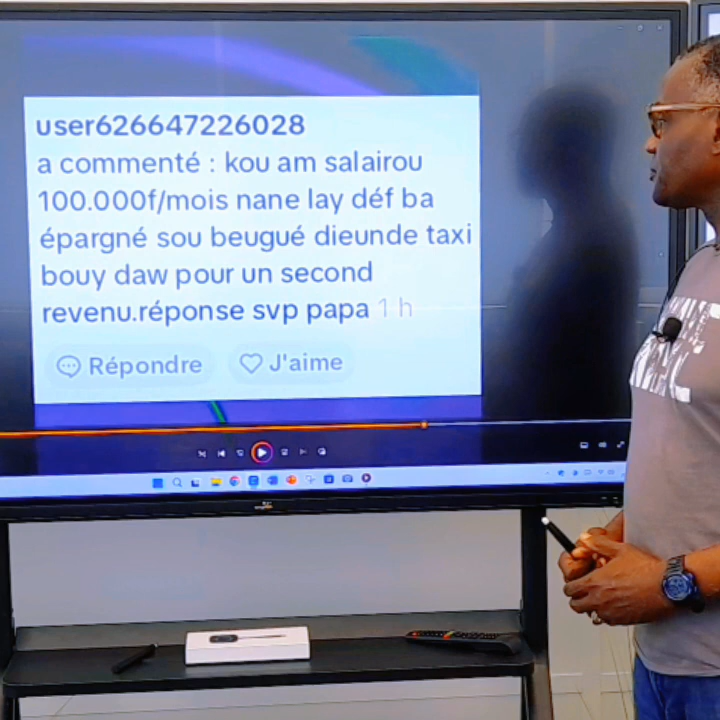 user626647226028
a commenté : kou am salairou
100.000f/mois nane lay déf ba
épargné sou beugué dieunde taxi
bouy daw pour un second
revenu.réponse svp papa 1 h
Répondre J'aime